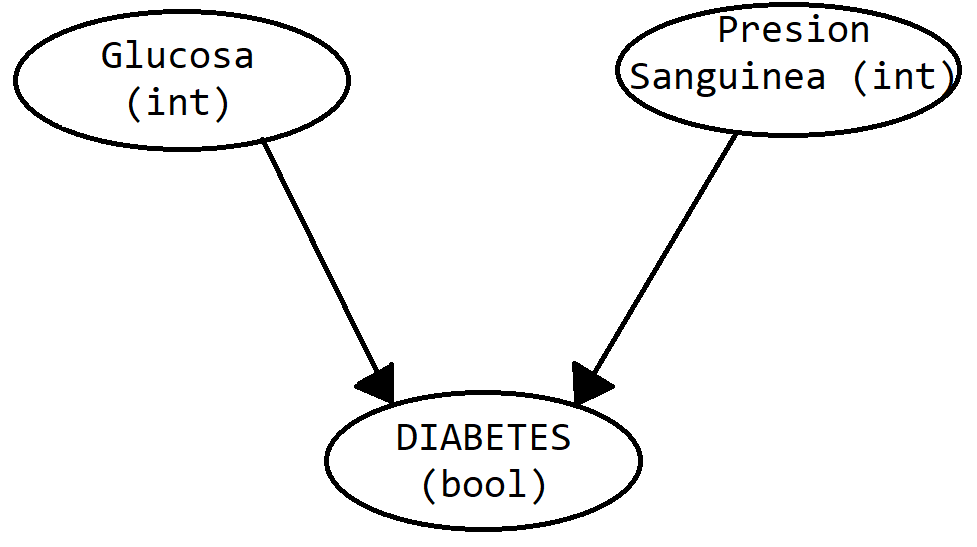 Glucosa
(int)
Presion
Sanguinea (int)
DIABETES
(bool)